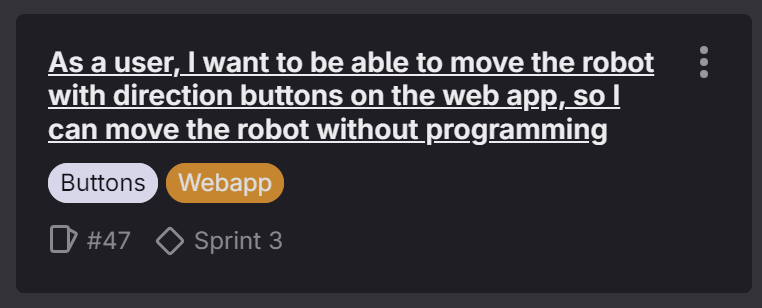 As a user, I want to be able to move the robot
with direction buttons on the web app, so I
can move the robot without programming
Buttons Webapp
#47 Sprint 3